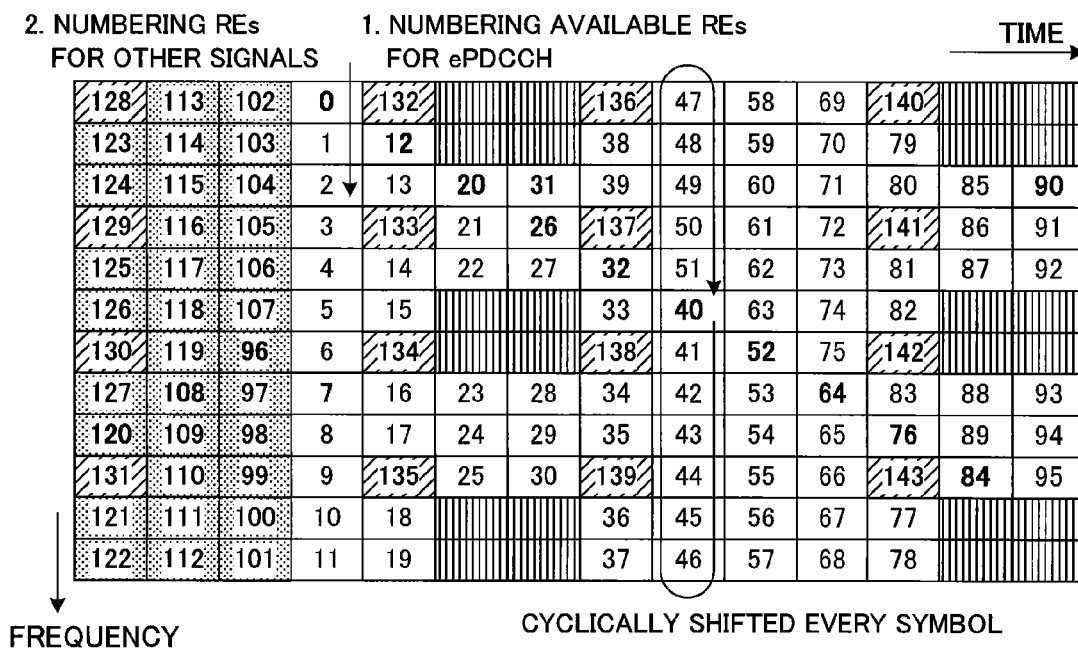 2. NUMBERING REs 1. NUMBERING AVAILABLE REs TIME
FOR OTHER SIGNALS FOR ePDCCH
128 113 102 0 132 136 47 58 69 140
123 114 103 1 12 38 48 59 70 79
124 115 104 2 13 20 31 39 49 60 71 80 85 90
129 116 105 3 133 21 26 137 50 61 72 141 86 91
125 117 106 4 14 22 27 32 51 62 73 81 87 92
126 118 107 5 15 33 40 63 74 82
130 119 96 6 134 138 41 52 75 142
127 108 97 7 16 23 28 34 42 53 64 83 88 93
120 109 98 8 17 24 29 35 43 54 65 76 89 94
131 110 99 9 135 25 30 139 44 55 66 143 84 95
121 111 100 10 18 36 45 56 67 77
122 112 101 11 19 37 46 57 68 78
FREQUENCY CYCLICALLY SHIFTED EVERY SYMBOL